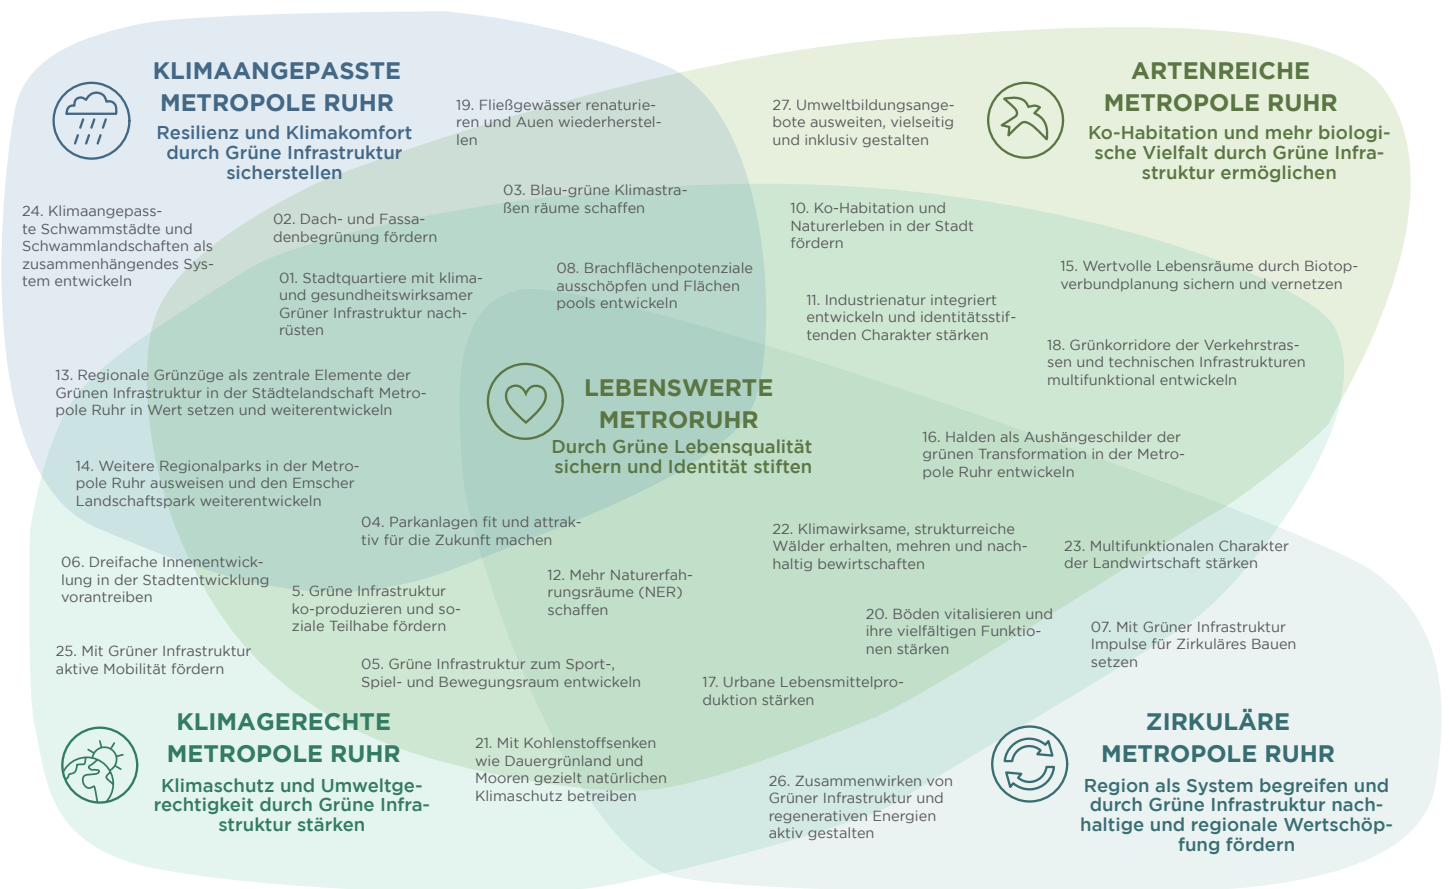 KLIMAANGEPASSTE
METROPOLE RUHR
Resilienz und Klimakomfort
durch Grüne Infrastruktur
sicherstellen
ARTENREICHE
METROPOLE RUHR
Ko-Habitation und mehr biologi-
sche Vielfalt durch Grüne Infra-
struktur ermöglichen
19. Fließgewässer renaturie-
ren und Auen wiederherstel-
len
27. Umweltbildungsange-
bote ausweiten, vielseitig
und inklusiv gestalten
03. Blau-grüne Klimastra-
ßen räume schaffen
24. Klimaangepass-
te Schwammstädte und
Schwammlandschaften als
zusammenhängendes Sys-
tem entwickeln
02. Dach- und Fassa-
denbegrünung fördern
10. Ko-Habitation und
Naturerleben in der Stadt
fördern
01. Stadtquartiere mit klima-
und gesundheitswirksamer
Grüner Infrastruktur nach-
rüsten
08. Brachflächenpotenziale
ausschöpfen und Flächen
pools entwickeln
15. Wertvolle Lebensräume durch Biotop-
verbundplanung sichern und vernetzen
11. Industrienatur integriert
entwickeln und identitätsstif-
tenden Charakter stärken
18. Grünkorridore der Verkehrstras-
sen und technischen Infrastrukturen
multifunktional entwickeln
13. Regionale Grünzüge als zentrale Elemente der
Grünen Infrastruktur in der Städtelandschaft Metro-
pole Ruhr in Wert setzen und weiterentwickeln
LEBENSWERTE
METRORUHR
Durch Grüne Lebensqualität
sichern und Identität stiften
16. Halden als Aushängeschilder der
grünen Transformation in der Metro-
pole Ruhr entwickeln
14. Weitere Regionalparks in der Metro-
pole Ruhr ausweisen und den Emscher
Landschaftspark weiterentwickeln
04. Parkanlagen fit und attrak-
tiv für die Zukunft machen
22. Klimawirksame, strukturreiche
Wälder erhalten, mehren und nach-
haltig bewirtschaften
23. Multifunktionalen Charakter
der Landwirtschaft stärken
06. Dreifache Innenentwick-
lung in der Stadtentwicklung
vorantreiben
5. Grüne Infrastruktur
ko-produzieren und so-
ziale Teilhabe fördern
12. Mehr Naturerfah-
rungsräume (NER)
schaffen
20. Böden vitalisieren und
ihre vielfältigen Funktio-
nen stärken
07. Mit Grüner Infrastruktur
Impulse für Zirkuläres Bauen
setzen
25. Mit Grüner Infrastruktur
aktive Mobilität fördern
05. Grüne Infrastruktur zum Sport-,
Spiel- und Bewegungsraum entwickeln
17. Urbane Lebensmittelpro-
duktion stärken
KLIMAGERECHTE
METROPOLE RUHR
Klimaschutz und Umweltge-
rechtigkeit durch Grüne Infra-
struktur stärken
21. Mit Kohlenstoffsenken
wie Dauergrünland und
Mooren gezielt natürlichen
Klimaschutz betreiben
26. Zusammenwirken von
Grüner Infrastruktur und
regenerativen Energien
aktiv gestalten
ZIRKULÄRE
METROPOLE RUHR
Region als System begreifen und
durch Grüne Infrastruktur nach-
haltige und regionale Wertschöp-
fung fördern